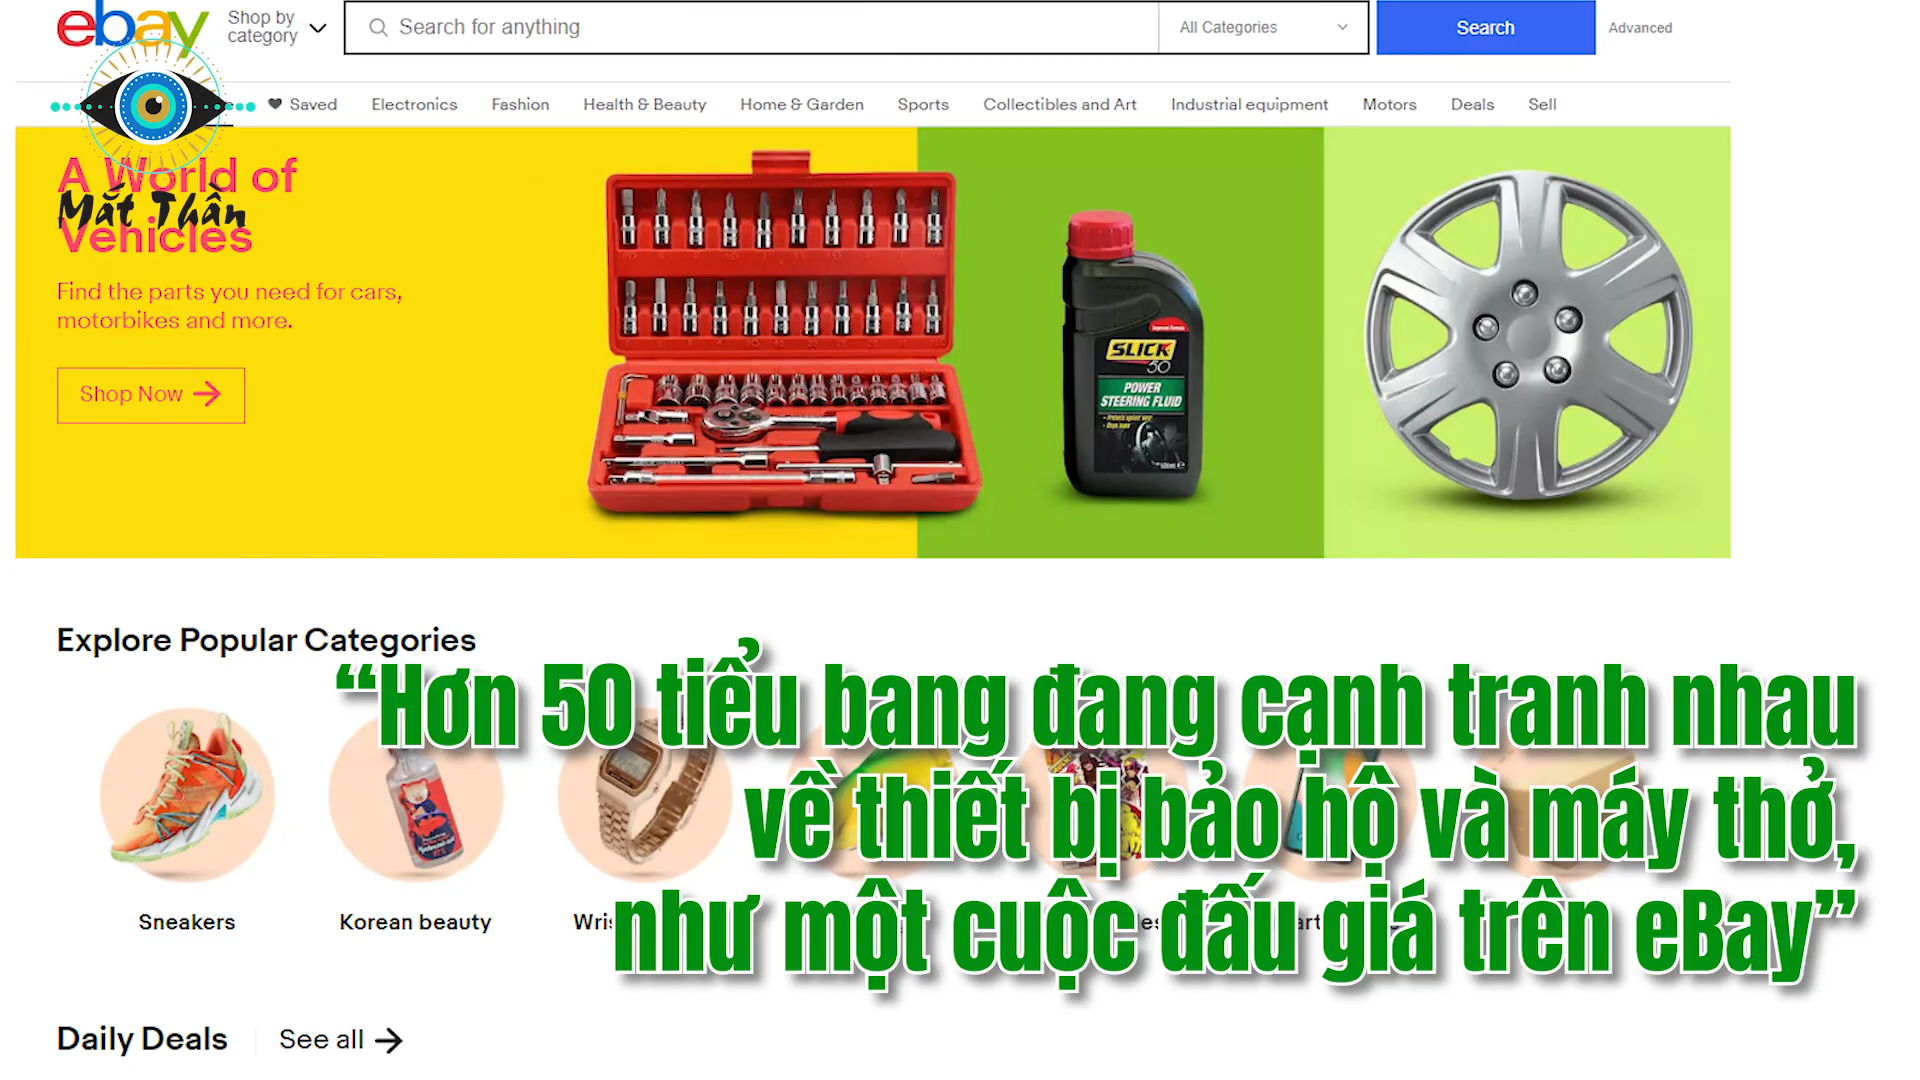 ebay
Shop by
category
Search for anything
All Categories
Search
Advanced
Saved
Electronics
Fashion
Health & Beauty
Home & Garden
Sports
Collectibles and Art
Industrial equipment
Motors
Deals
Sell
A World of
Mắt Thần
Vehicles
Find the parts you need for cars,
motorbikes and more.
Shop Now
SLICK
50
POWER
STEERING FLUID
Explore Popular Categories
“Hơn 50 tiểu bang đang cạnh tranh nhau
về thiết bị bảo hộ và máy thở,
như một cuộc đấu giá trên eBay”
Sneakers
Korean beauty
Daily Deals
See all